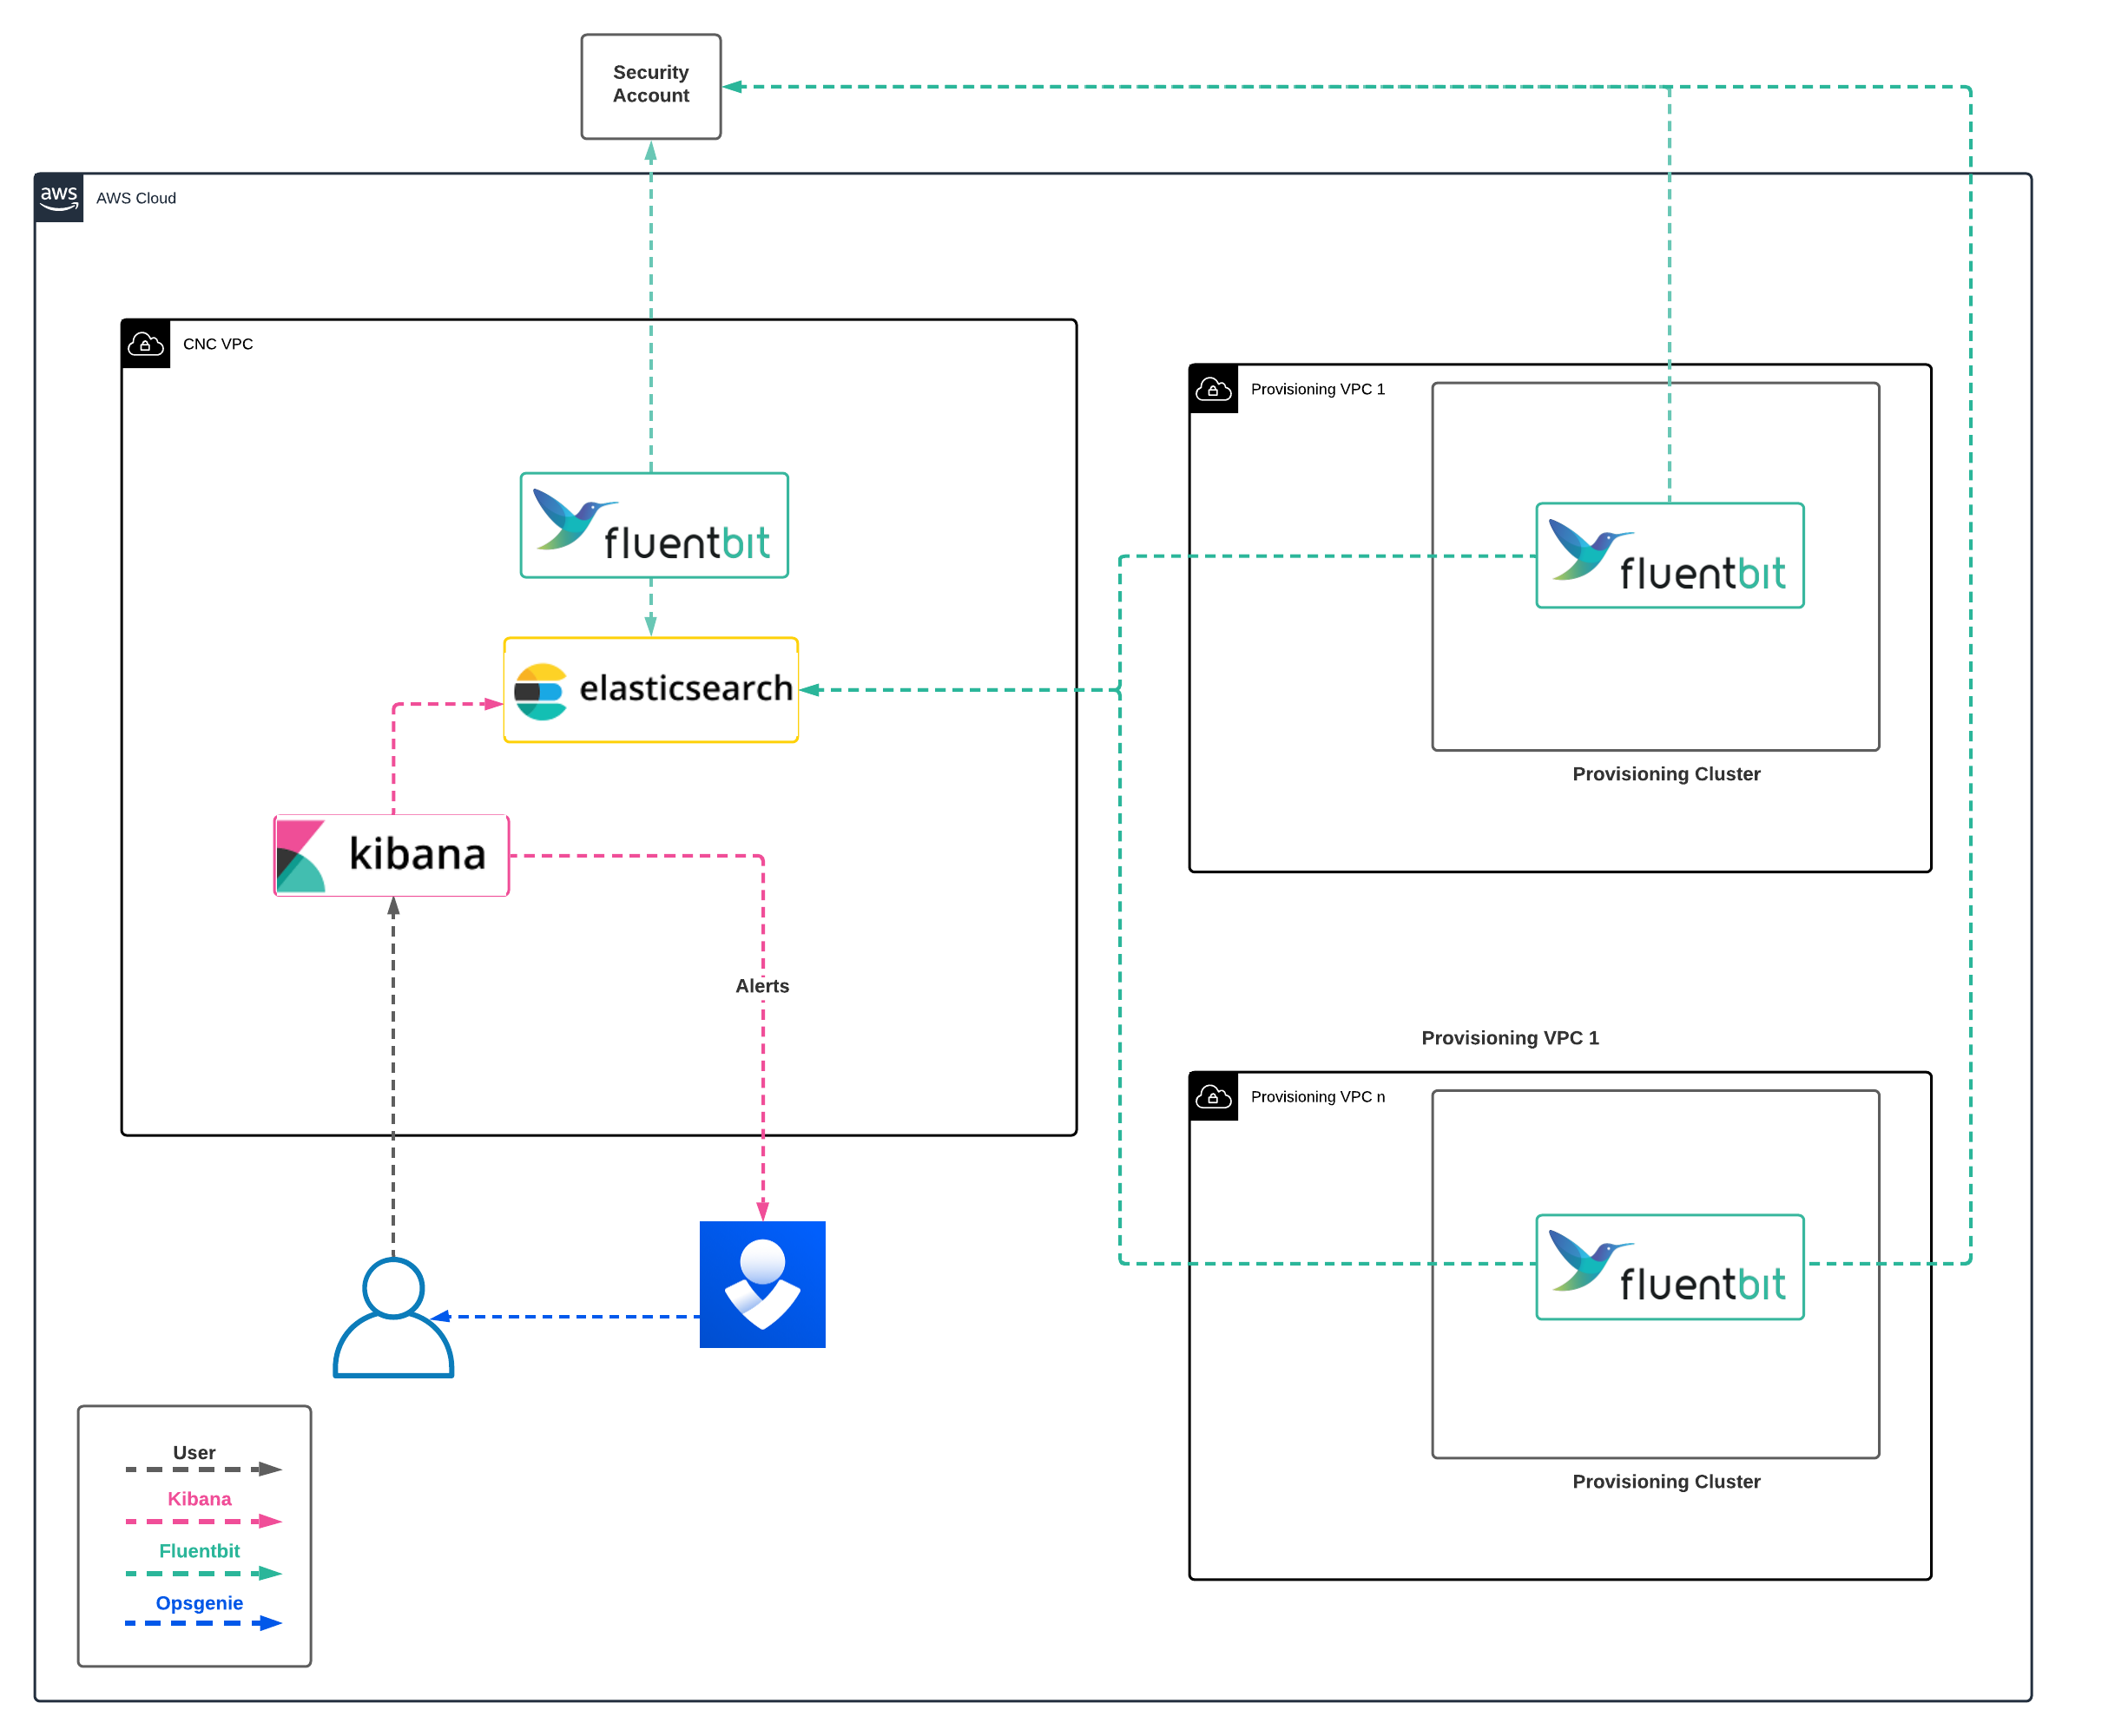 Security
Account
aws
AWS Cloud
CNC VPC
Provisioning VPC 1
fluentbit
fluentbit
elasticsearch
Provisioning Cluster
kibana
Alerts
Provisioning VPC 1
Provisioning VPC n
fluentbit
Provisioning Cluster
User
Kibana
Fluentbit
Opsgenie